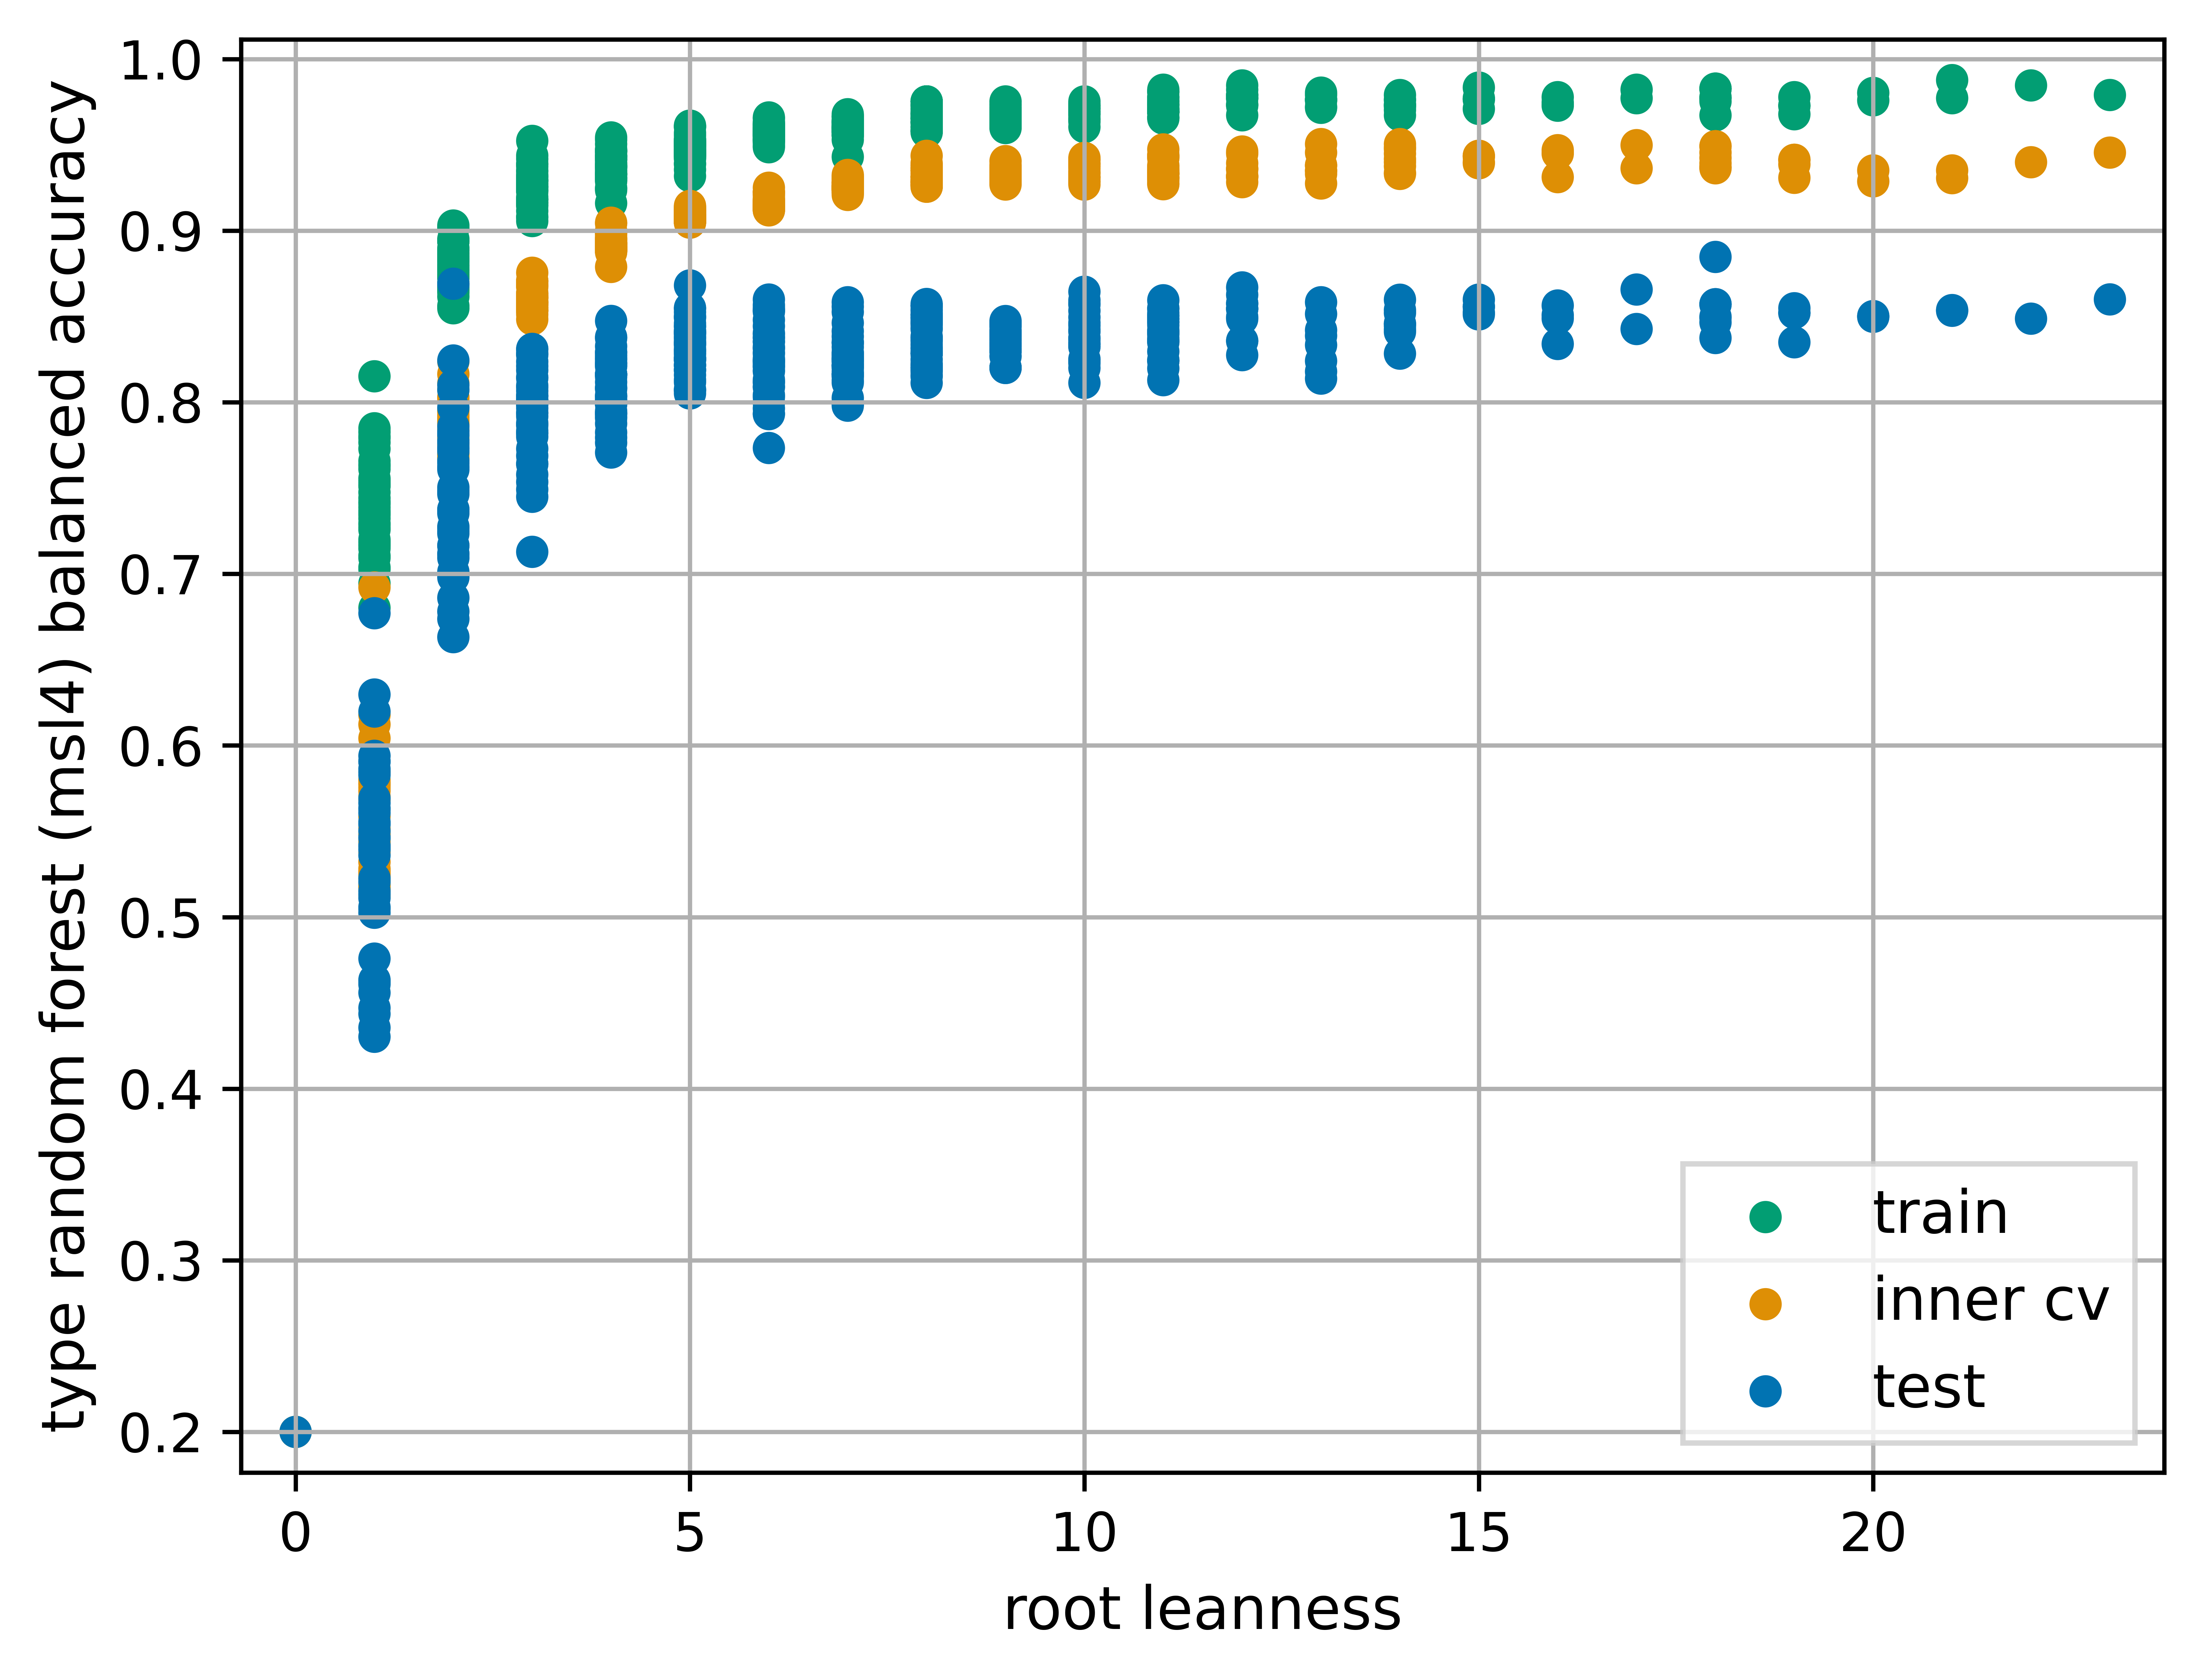 type random forest (msl4) balanced accuracy
1.0
0.9
0.8
0.7
0.6
0.5
0.4
0.3
0.2
train
inner cv
test
0 5 10 15 20
root leanness